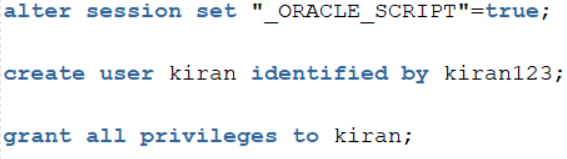 alter session set "_ORACLE_SCRIPT"=true;
create user kiran identified by kiran123;
grant all privileges to kiran;